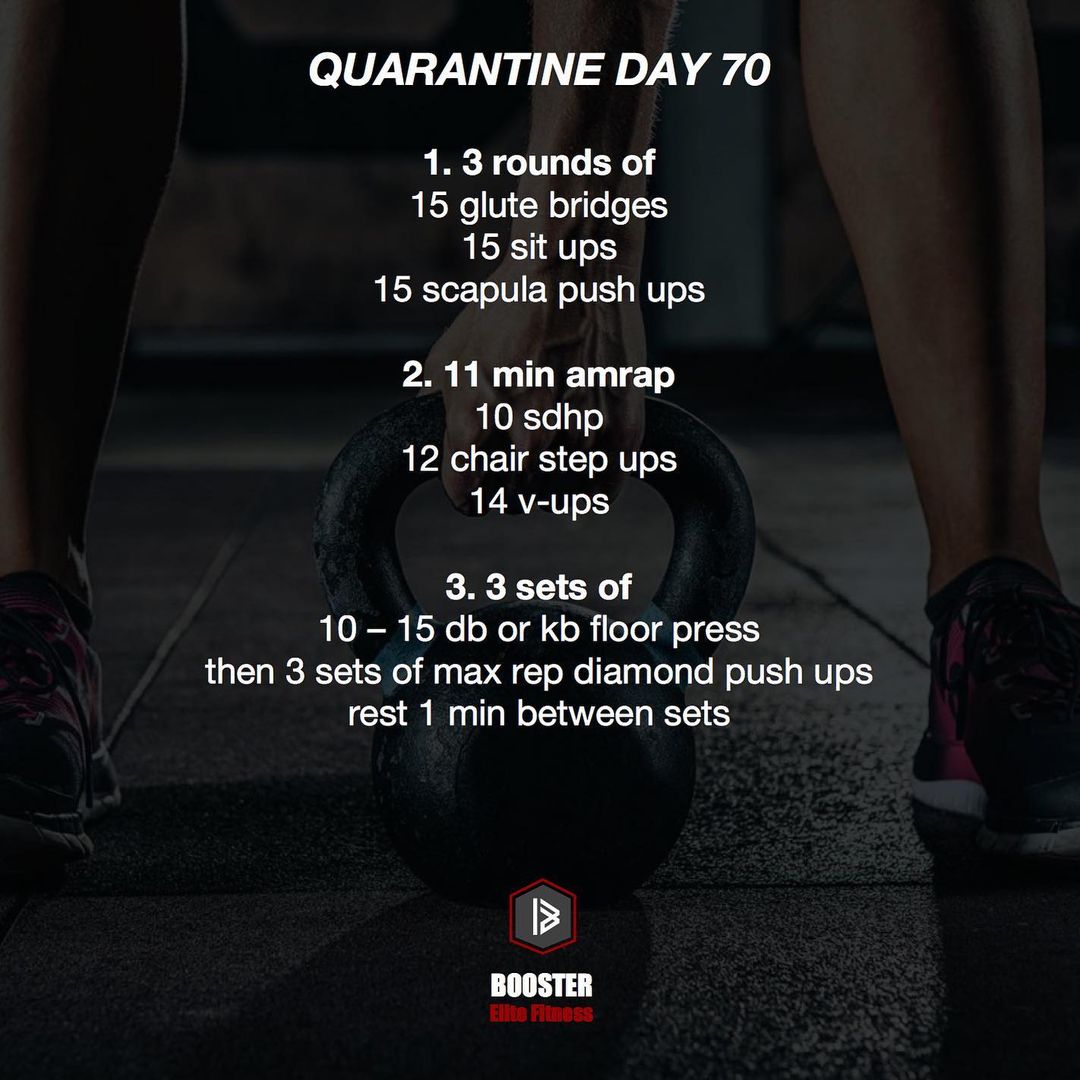 QUARANTINE DAY 70
1. 3 rounds of
15 glute bridges
15 sit ups
15 scapula push ups
2. 11 min amrap
10 sdhp
12 chair step ups
14 v-ups
3. 3 sets of
10 – 15 db or kb floor press
then 3 sets of max rep diamond push ups
rest 1 min between sets
BOOSTER
Elite Fitness